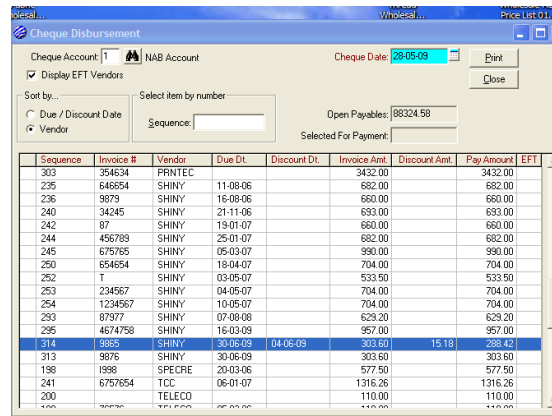 Wholesal...
Price List 01.
Cheque Disbursement
Cheque Account: 1 NAB Account
Cheque Date: 28-05-09
Print
Display EFT Vendors
Close
Sort by...
Select item by number
Due / Discount Date
Vendor
Sequence:
Open Payables: 88324.58
Selected For Payment:
Sequence Invoice # Vendor Due Dt. Discount Dt. Invoice Amt. Discount Amt. Pay Amount EFT
303 354634 PRNTEC 3432.00 3432.00
235 646654 SHINY 11-08-06 682.00 682.00
236 9879 SHINY 16-08-06 660.00 660.00
240 34245 SHINY 21-11-06 693.00 693.00
242 87 SHINY 19-01-07 660.00 660.00
244 456789 SHINY 25-01-07 682.00 682.00
245 675765 SHINY 05-03-07 990.00 990.00
250 654654 SHINY 18-04-07 704.00 704.00
252 T SHINY 03-05-07 533.50 533.50
253 234567 SHINY 04-05-07 704.00 704.00
254 1234567 SHINY 10-05-07 704.00 704.00
293 87977 SHINY 07-08-08 629.20 629.20
295 4674758 SHINY 16-03-09 957.00 957.00
314 9865 SHINY 30-06-09 04-06-09 303.60 15.18 288.42
313 9876 SHINY 30-06-09 303.60 303.60
198 I998 SPECRE 20-03-06 577.50 577.50
241 6757654 TCC 06-01-07 1316.26 1316.26
200 TELECO 110.00 110.00